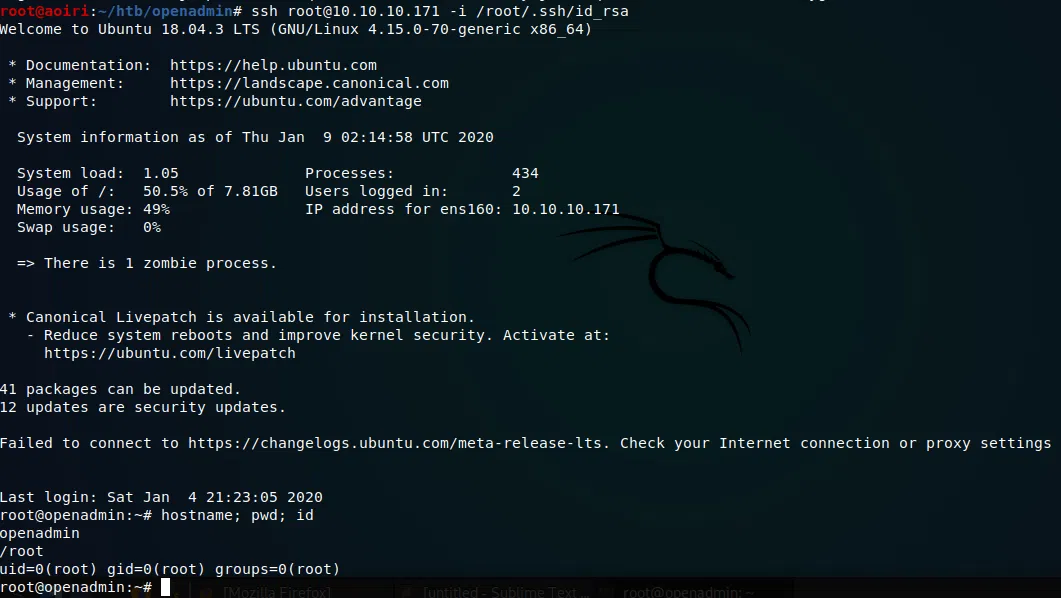 root@aoiri:~/htb/openadmin# ssh root@10.10.10.171 -i /root/.ssh/id_rsa
Welcome to Ubuntu 18.04.3 LTS (GNU/Linux 4.15.0-70-generic x86_64)
 * Documentation:  https://help.ubuntu.com
 * Management:     https://landscape.canonical.com
 * Support:        https://ubuntu.com/advantage
  System information as of Thu Jan  9 02:14:58 UTC 2020
  System load:  1.05              Processes:             434
  Usage of /:   50.5% of 7.81GB   Users logged in:       2
  Memory usage: 49%               IP address for ens160: 10.10.10.171
  Swap usage:   0%
  => There is 1 zombie process.
 * Canonical Livepatch is available for installation.
   - Reduce system reboots and improve kernel security. Activate at:
     https://ubuntu.com/livepatch
41 packages can be updated.
12 updates are security updates.
Failed to connect to https://changelogs.ubuntu.com/meta-release-lts. Check your Internet connection or proxy settings
Last login: Sat Jan  4 21:23:05 2020
root@openadmin:~# hostname; pwd; id
openadmin
/root
uid=0(root) gid=0(root) groups=0(root)
root@openadmin:~#
[Mozilla Firefox] [untitled - Sublime Text... root@openadmin: ~